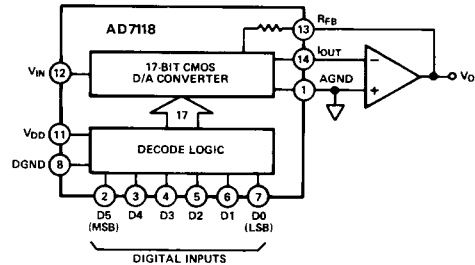 AD7118
RFB
13
IOUT
14
AGND
1
VIN
12
17-BIT CMOS
D/A CONVERTER
−
+
VO
17
VDD
11
DGND
8
DECODE LOGIC
2 3 4 5 6 7
D5 D4 D3 D2 D1 D0
(MSB) (LSB)
DIGITAL INPUTS